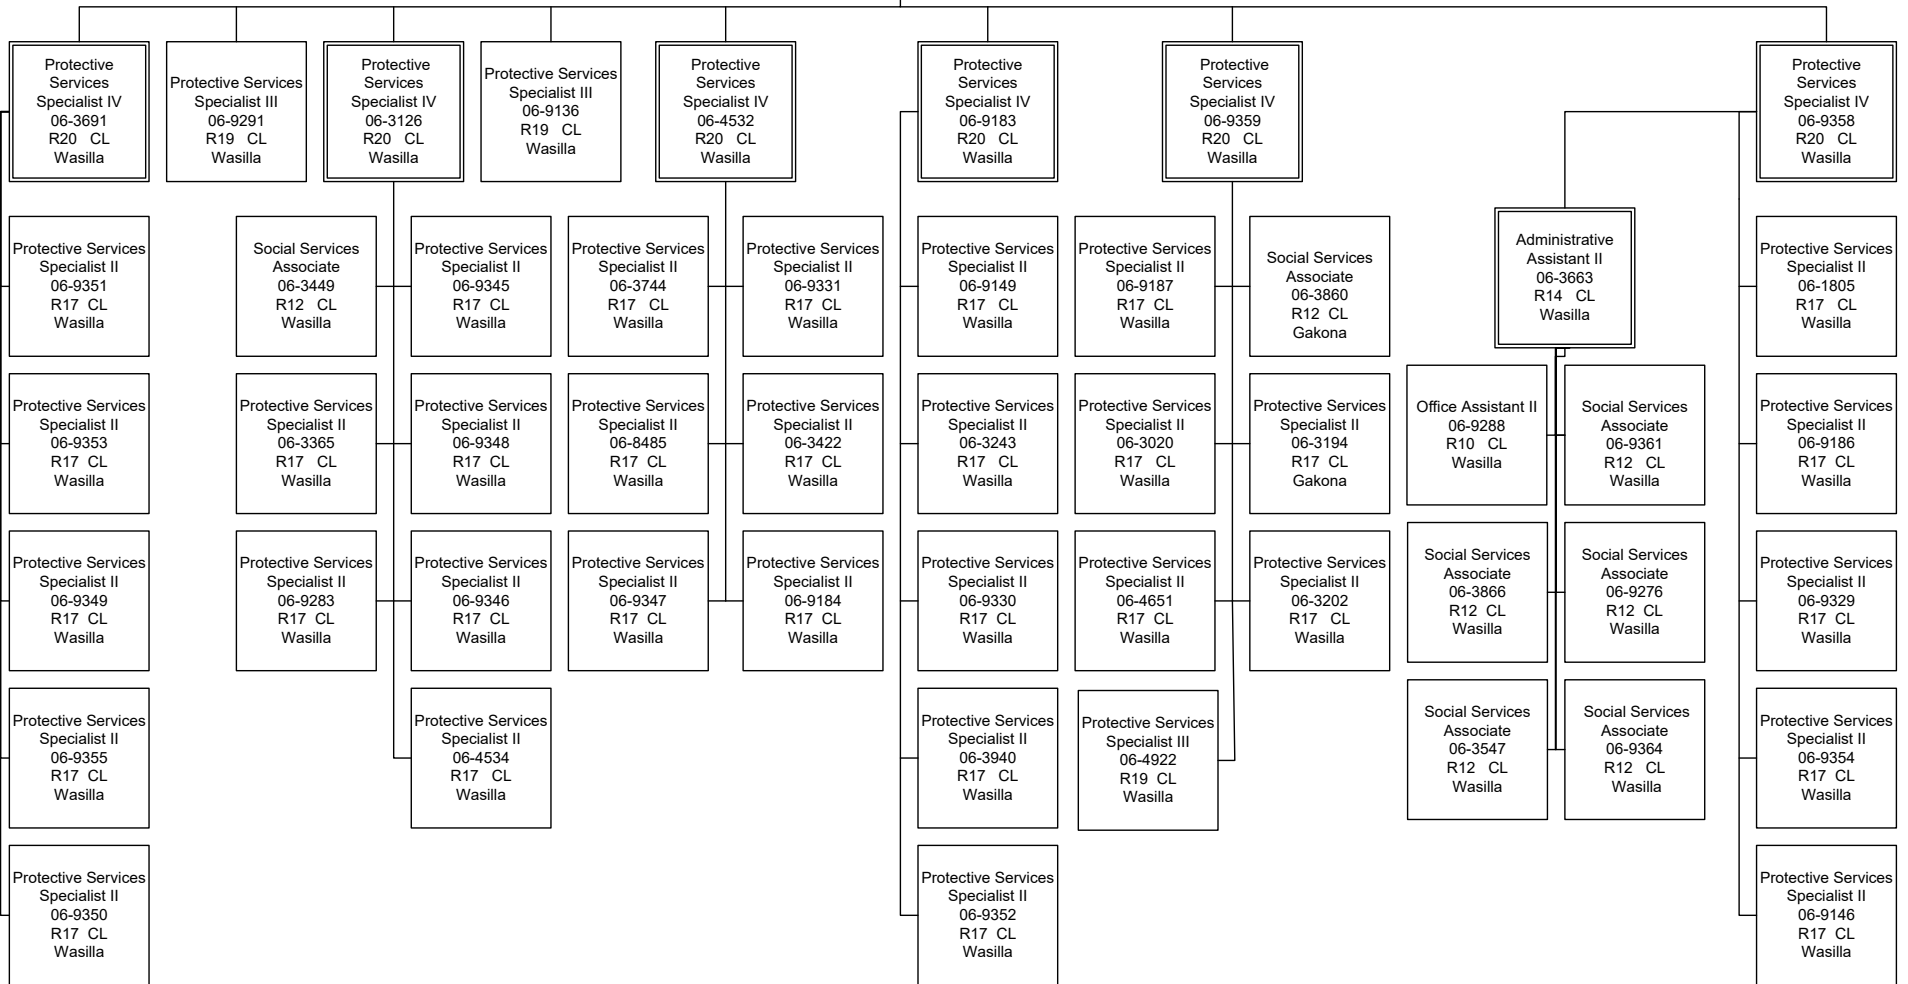 Protective
Services
Specialist IV
06-3691
R20 CL
Wasilla
Protective Services
Specialist III
06-9291
R19 CL
Wasilla
Protective
Services
Specialist IV
06-3126
R20 CL
Wasilla
Protective Services
Specialist III
06-9136
R19 CL
Wasilla
Protective
Services
Specialist IV
06-4532
R20 CL
Wasilla
Protective
Services
Specialist IV
06-9183
R20 CL
Wasilla
Protective
Services
Specialist IV
06-9359
R20 CL
Wasilla
Protective
Services
Specialist IV
06-9358
R20 CL
Wasilla
Protective Services
Specialist II
06-9351
R17 CL
Wasilla
Social Services
Associate
06-3449
R12 CL
Wasilla
Protective Services
Specialist II
06-9345
R17 CL
Wasilla
Protective Services
Specialist II
06-3744
R17 CL
Wasilla
Protective Services
Specialist II
06-9331
R17 CL
Wasilla
Protective Services
Specialist II
06-9149
R17 CL
Wasilla
Protective Services
Specialist II
06-9187
R17 CL
Wasilla
Social Services
Associate
06-3860
R12 CL
Gakona
Administrative
Assistant II
06-3663
R14 CL
Wasilla
Protective Services
Specialist II
06-1805
R17 CL
Wasilla
Protective Services
Specialist II
06-9353
R17 CL
Wasilla
Protective Services
Specialist II
06-3365
R17 CL
Wasilla
Protective Services
Specialist II
06-9348
R17 CL
Wasilla
Protective Services
Specialist II
06-8485
R17 CL
Wasilla
Protective Services
Specialist II
06-3422
R17 CL
Wasilla
Protective Services
Specialist II
06-3243
R17 CL
Wasilla
Protective Services
Specialist II
06-3020
R17 CL
Wasilla
Protective Services
Specialist II
06-3194
R17 CL
Gakona
Office Assistant II
06-9288
R10 CL
Wasilla
Social Services
Associate
06-9361
R12 CL
Wasilla
Protective Services
Specialist II
06-9186
R17 CL
Wasilla
Protective Services
Specialist II
06-9349
R17 CL
Wasilla
Protective Services
Specialist II
06-9283
R17 CL
Wasilla
Protective Services
Specialist II
06-9346
R17 CL
Wasilla
Protective Services
Specialist II
06-9347
R17 CL
Wasilla
Protective Services
Specialist II
06-9184
R17 CL
Wasilla
Protective Services
Specialist II
06-9330
R17 CL
Wasilla
Protective Services
Specialist II
06-4651
R17 CL
Wasilla
Protective Services
Specialist II
06-3202
R17 CL
Wasilla
Social Services
Associate
06-3866
R12 CL
Wasilla
Social Services
Associate
06-9276
R12 CL
Wasilla
Protective Services
Specialist II
06-9329
R17 CL
Wasilla
Protective Services
Specialist II
06-9355
R17 CL
Wasilla
Protective Services
Specialist II
06-4534
R17 CL
Wasilla
Protective Services
Specialist II
06-3940
R17 CL
Wasilla
Protective Services
Specialist III
06-4922
R19 CL
Wasilla
Social Services
Associate
06-3547
R12 CL
Wasilla
Social Services
Associate
06-9364
R12 CL
Wasilla
Protective Services
Specialist II
06-9354
R17 CL
Wasilla
Protective Services
Specialist II
06-9350
R17 CL
Wasilla
Protective Services
Specialist II
06-9352
R17 CL
Wasilla
Protective Services
Specialist II
06-9146
R17 CL
Wasilla